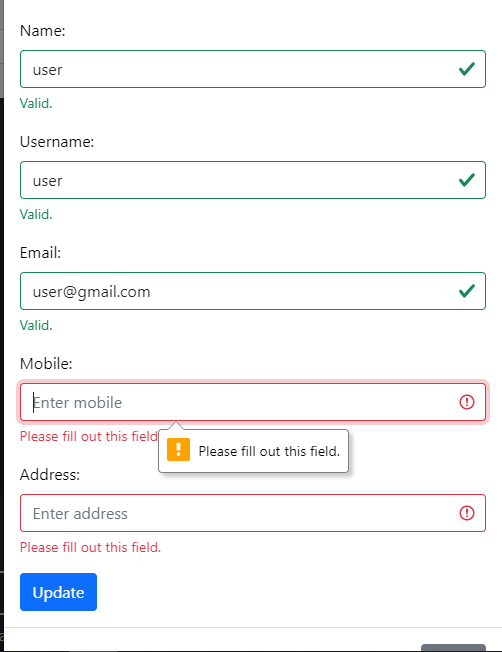 Name:
user
Valid.
Username:
user
Valid.
Email:
user@gmail.com
Valid.
Mobile:
Enter mobile
Please fill out this field
Please fill out this field.
Address:
Enter address
Please fill out this field.
Update